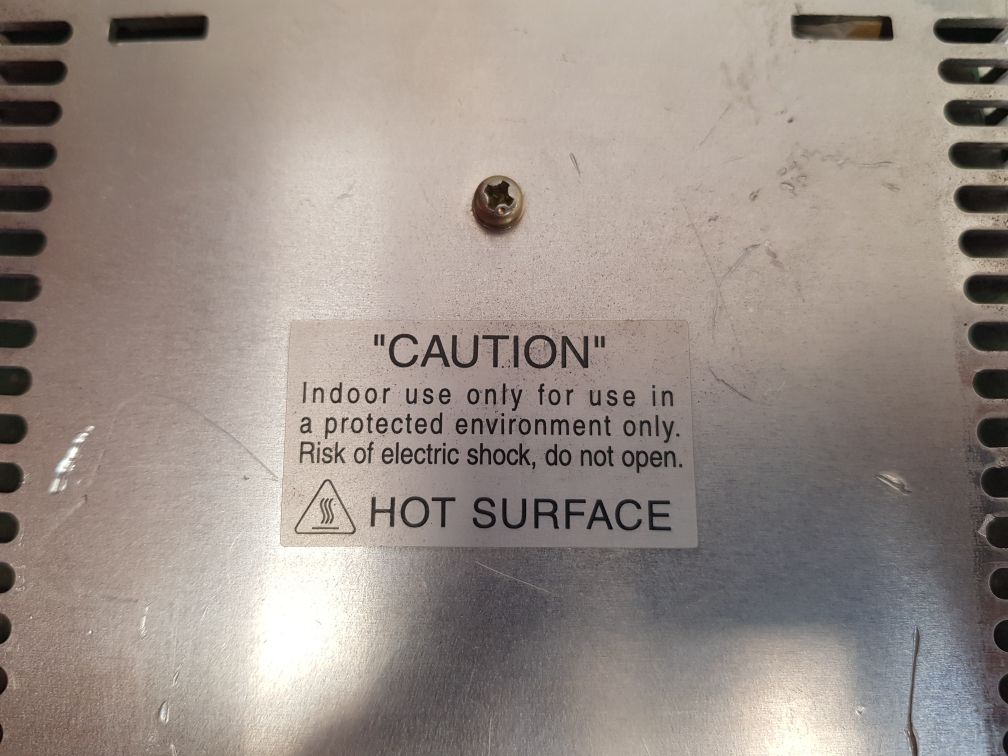 "CAUTION"
Indoor use only for use in
a protected environment only.
Risk of electric shock, do not open.
HOT SURFACE